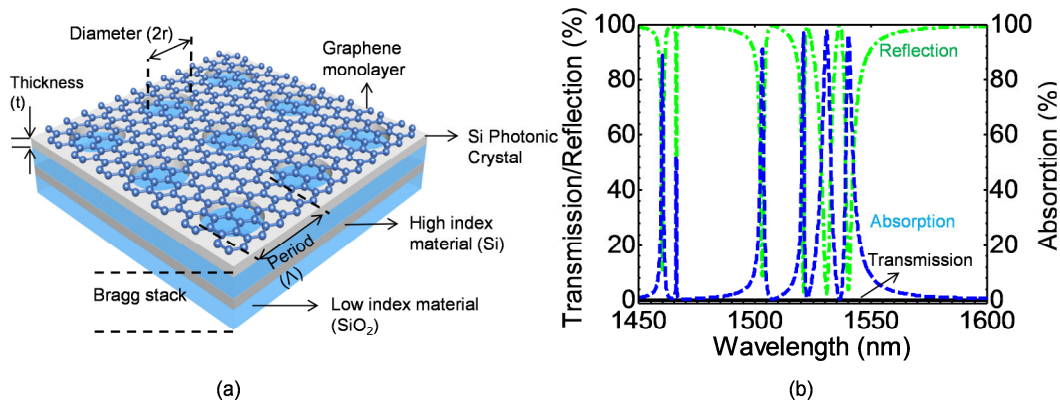 (a)
Diameter (2r)
Graphene
monolayer
Thickness
(t)
Si Photonic
Crystal
High index
material (Si)
Period
(Λ)
Bragg stack
Low index material
(SiO₂)
(b)
Transmission/Reflection (%)
100
80
60
40
20
0
Reflection
Absorption
Transmission
100
80
60
40
20
0
Absorption (%)
1450 1500 1550 1600
Wavelength (nm)
(a)
(b)